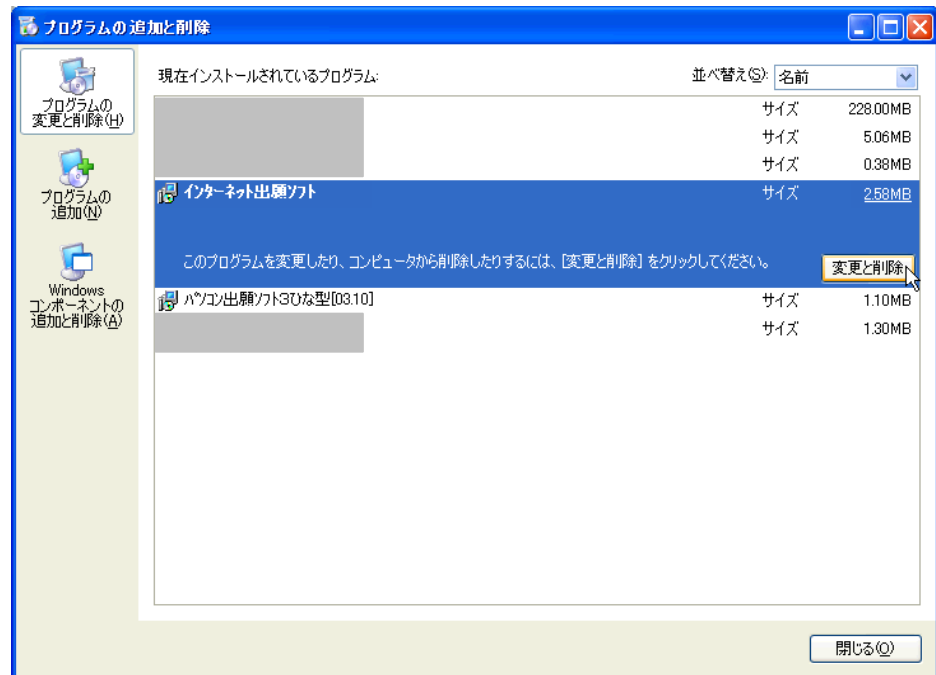 プログラムの追加と削除
プログラムの
変更と削除(H)
プログラムの
追加(N)
Windows
コンポーネントの
追加と削除(A)
現在インストールされているプログラム:
並べ替え(S): 名前
サイズ 228.00MB
サイズ 5.06MB
サイズ 0.38MB
インターネット出願ソフト サイズ 2.58MB
このプログラムを変更したり、コンピュータから削除したりするには、[変更と削除] をクリックしてください。
変更と削除
パソコン出願ソフト3ひな型[03.10] サイズ 1.10MB
サイズ 1.30MB
閉じる(O)